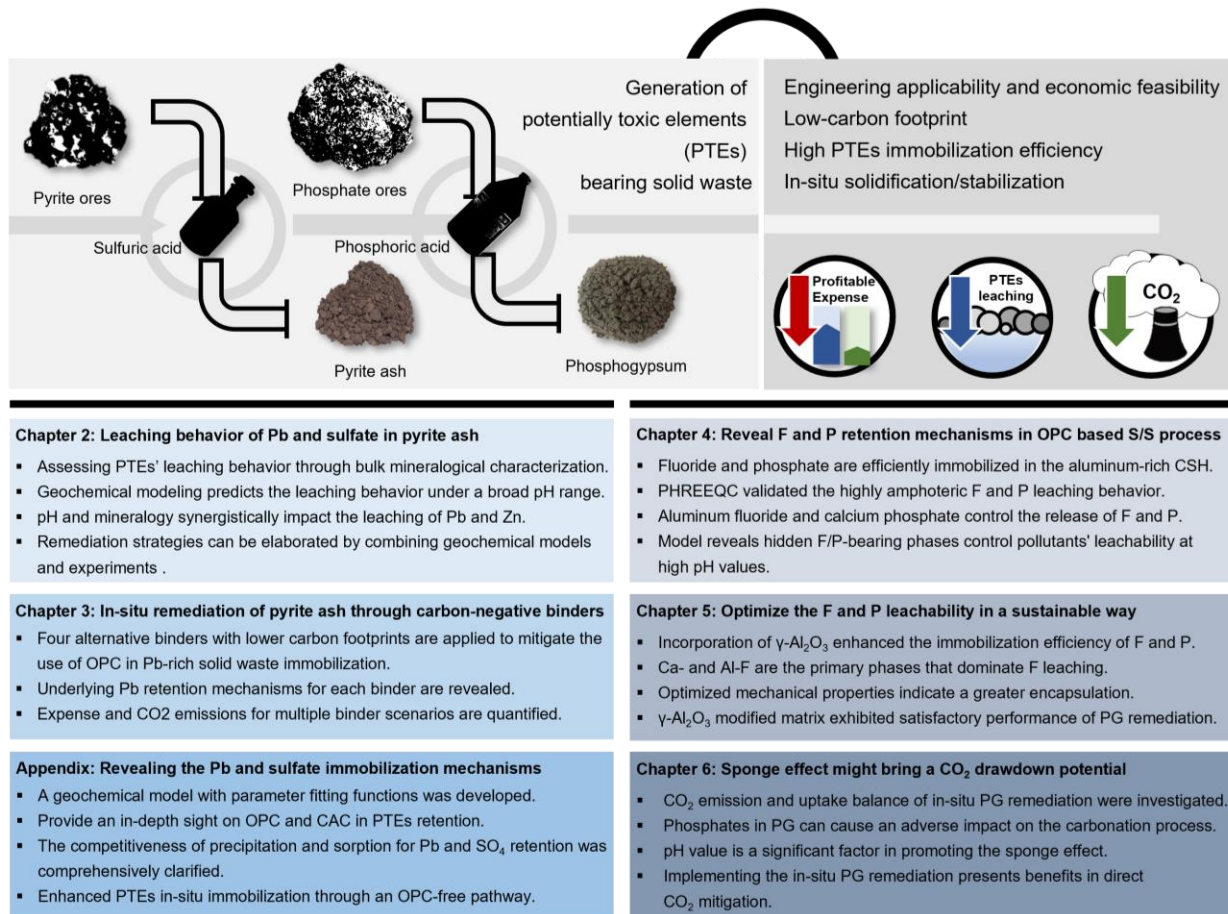 Pyrite ores
Sulfuric acid
Phosphate ores
Phosphoric acid
Pyrite ash
Phosphogypsum
Generation of
potentially toxic elements
(PTEs)
bearing solid waste
Engineering applicability and economic feasibility
Low-carbon footprint
High PTEs immobilization efficiency
In-situ solidification/stabilization
Profitable
Expense
PTEs
leaching
CO₂
Chapter 2: Leaching behavior of Pb and sulfate in pyrite ash
▪ Assessing PTEs' leaching behavior through bulk mineralogical characterization.
▪ Geochemical modeling predicts the leaching behavior under a broad pH range.
▪ pH and mineralogy synergistically impact the leaching of Pb and Zn.
▪ Remediation strategies can be elaborated by combining geochemical models
and experiments .
Chapter 3: In-situ remediation of pyrite ash through carbon-negative binders
▪ Four alternative binders with lower carbon footprints are applied to mitigate the
use of OPC in Pb-rich solid waste immobilization.
▪ Underlying Pb retention mechanisms for each binder are revealed.
▪ Expense and CO2 emissions for multiple binder scenarios are quantified.
Appendix: Revealing the Pb and sulfate immobilization mechanisms
▪ A geochemical model with parameter fitting functions was developed.
▪ Provide an in-depth sight on OPC and CAC in PTEs retention.
▪ The competitiveness of precipitation and sorption for Pb and SO₄ retention was
comprehensively clarified.
▪ Enhanced PTEs in-situ immobilization through an OPC-free pathway.
Chapter 4: Reveal F and P retention mechanisms in OPC based S/S process
▪ Fluoride and phosphate are efficiently immobilized in the aluminum-rich CSH.
▪ PHREEQC validated the highly amphoteric F and P leaching behavior.
▪ Aluminum fluoride and calcium phosphate control the release of F and P.
▪ Model reveals hidden F/P-bearing phases control pollutants' leachability at
high pH values.
Chapter 5: Optimize the F and P leachability in a sustainable way
▪ Incorporation of γ-Al₂O₃ enhanced the immobilization efficiency of F and P.
▪ Ca- and Al-F are the primary phases that dominate F leaching.
▪ Optimized mechanical properties indicate a greater encapsulation.
▪ γ-Al₂O₃ modified matrix exhibited satisfactory performance of PG remediation.
Chapter 6: Sponge effect might bring a CO₂ drawdown potential
▪ CO₂ emission and uptake balance of in-situ PG remediation were investigated.
▪ Phosphates in PG can cause an adverse impact on the carbonation process.
▪ pH value is a significant factor in promoting the sponge effect.
▪ Implementing the in-situ PG remediation presents benefits in direct
CO₂ mitigation.